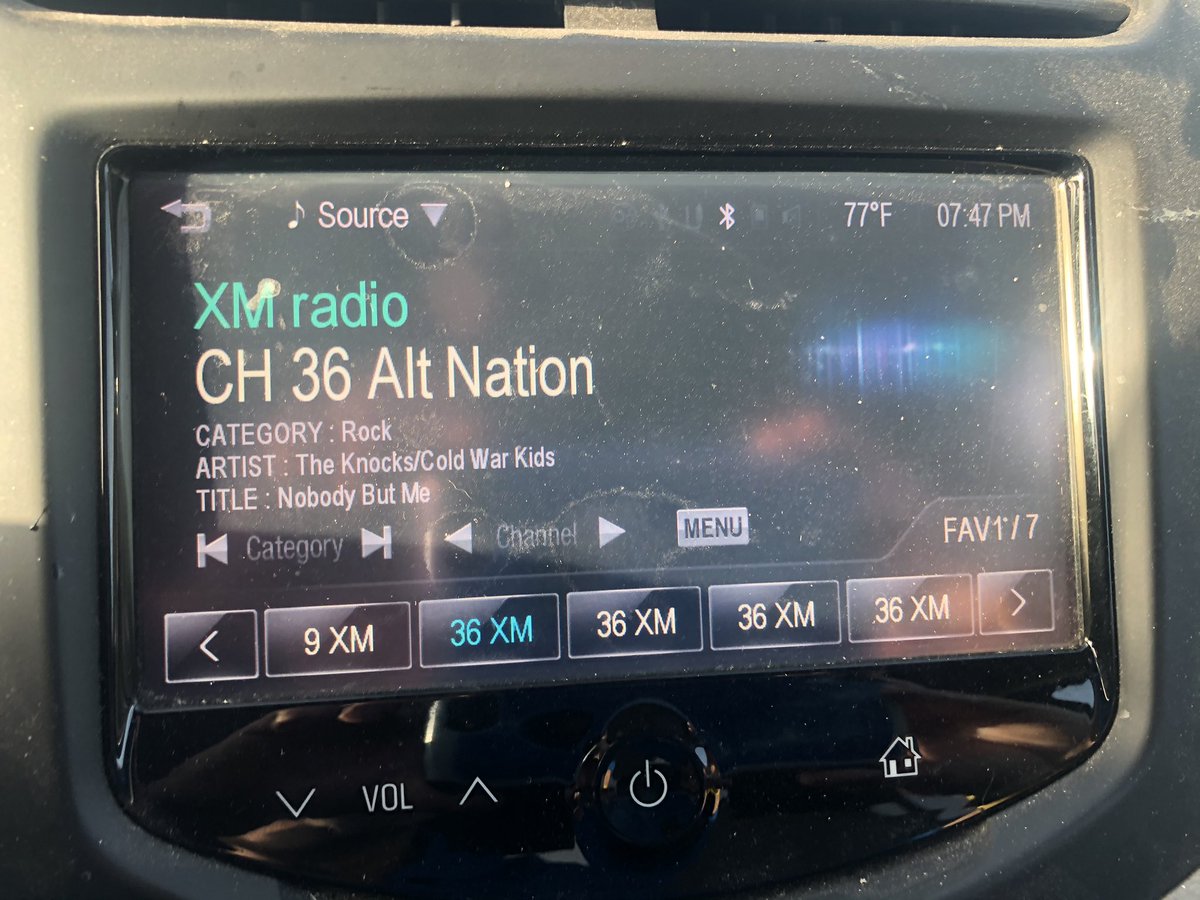 Source 77°F 07:47 PM
XM radio
CH 36 Alt Nation
CATEGORY : Rock
ARTIST : The Knocks/Cold War Kids
TITLE : Nobody But Me
Category Channel MENU FAV1 / 7
< 9 XM 36 XM 36 XM 36 XM 36 XM >
VOL